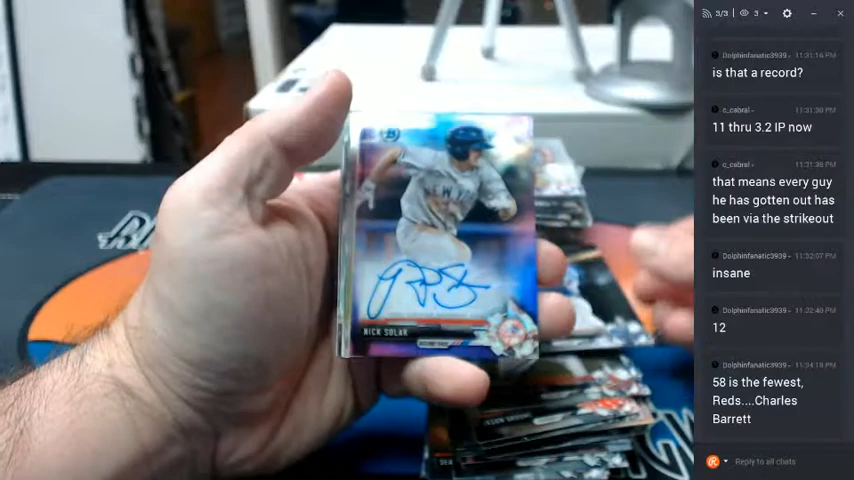 3/3
3
Dolphinfanatic3939
11:31:16 PM
is that a record?
c_cabral
11:31:30 PM
11 thru 3.2 IP now
c_cabral
11:31:36 PM
that means every guy
he has gotten out has
been via the strikeout
Dolphinfanatic3939
11:32:07 PM
insane
Dolphinfanatic3939
11:32:40 PM
12
Dolphinfanatic3939
11:34:18 PM
58 is the fewest,
Reds....Charles
Barrett
Reply to all chats
NEW YORK
NICK SOLAK